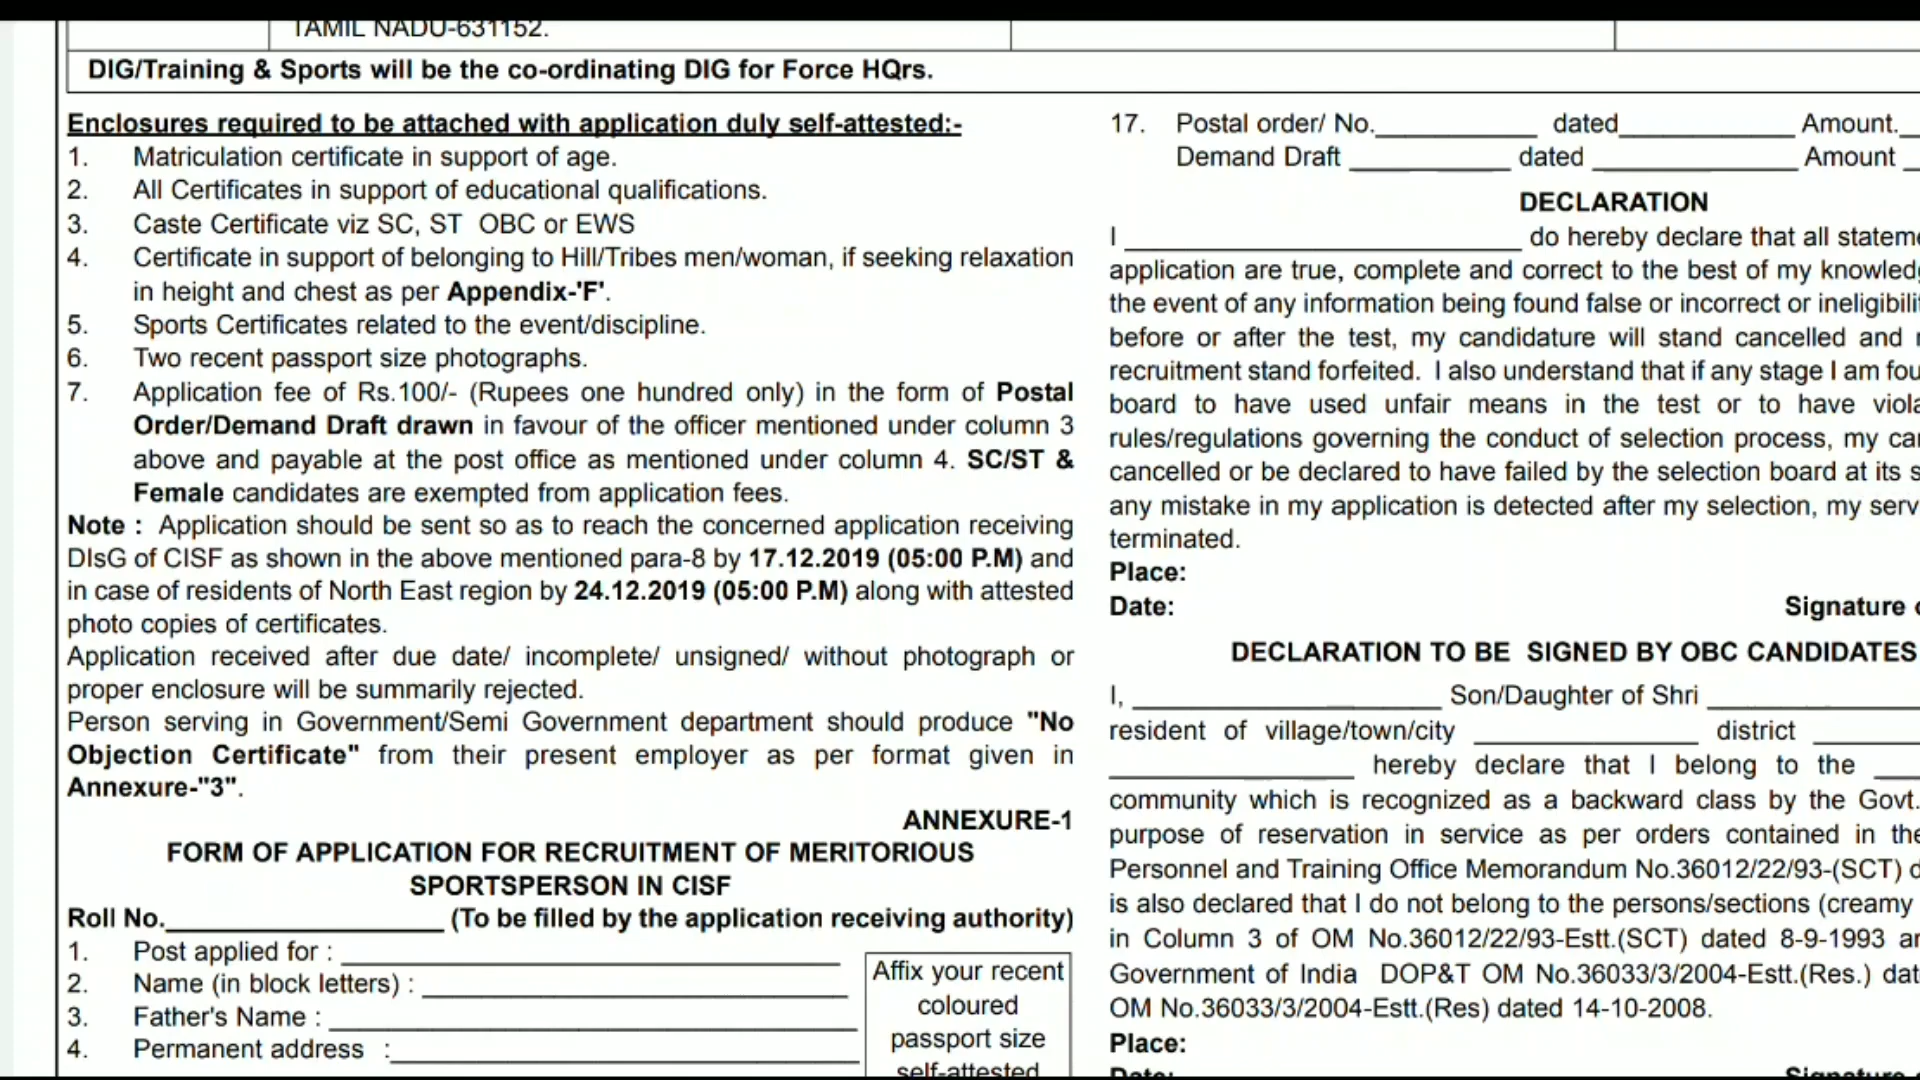 TAMIL NADU-631152.
DIG/Training & Sports will be the co-ordinating DIG for Force HQrs.
Enclosures required to be attached with application duly self-attested:-
1. Matriculation certificate in support of age.
2. All Certificates in support of educational qualifications.
3. Caste Certificate viz SC, ST OBC or EWS
4. Certificate in support of belonging to Hill/Tribes men/woman, if seeking relaxation
in height and chest as per Appendix-'F'.
5. Sports Certificates related to the event/discipline.
6. Two recent passport size photographs.
7. Application fee of Rs.100/- (Rupees one hundred only) in the form of Postal
Order/Demand Draft drawn in favour of the officer mentioned under column 3
above and payable at the post office as mentioned under column 4. SC/ST &
Female candidates are exempted from application fees.
Note : Application should be sent so as to reach the concerned application receiving
DIsG of CISF as shown in the above mentioned para-8 by 17.12.2019 (05:00 P.M) and
in case of residents of North East region by 24.12.2019 (05:00 P.M) along with attested
photo copies of certificates.
Application received after due date/ incomplete/ unsigned/ without photograph or
proper enclosure will be summarily rejected.
Person serving in Government/Semi Government department should produce "No
Objection Certificate" from their present employer as per format given in
Annexure-"3".
ANNEXURE-1
FORM OF APPLICATION FOR RECRUITMENT OF MERITORIOUS
SPORTSPERSON IN CISF
Roll No.____________________ (To be filled by the application receiving authority)
1. Post applied for : ____________________
2. Name (in block letters) : ____________________
3. Father's Name : ____________________
4. Permanent address : ____________________
Affix your recent
coloured
passport size
self-attested
17. Postal order/ No.___________ dated____________ Amount._
Demand Draft ___________ dated ______________ Amount _
DECLARATION
I ____________________________ do hereby declare that all
application are true, complete and correct to the best of my
the event of any information being found false or incorrect or
before or after the test, my candidature will stand cancelled and
recruitment stand forfeited. I also understand that if any stage I am
board to have used unfair means in the test or to have
rules/regulations governing the conduct of selection process, my
cancelled or be declared to have failed by the selection board at its
any mistake in my application is detected after my selection, my
terminated.
Place:
Date:
Signature
DECLARATION TO BE SIGNED BY OBC CANDIDATES
I, ______________________ Son/Daughter of Shri _______________
resident of village/town/city ________________ district ________
_________________ hereby declare that I belong to the ___
community which is recognized as a backward class by the Govt.
purpose of reservation in service as per orders contained in
Personnel and Training Office Memorandum No.36012/22/93-(SCT)
is also declared that I do not belong to the persons/sections (creamy
in Column 3 of OM No.36012/22/93-Estt.(SCT) dated 8-9-1993
Government of India DOP&T OM No.36033/3/2004-Estt.(Res.)
OM No.36033/3/2004-Estt.(Res) dated 14-10-2008.
Place:
Date:
Signature